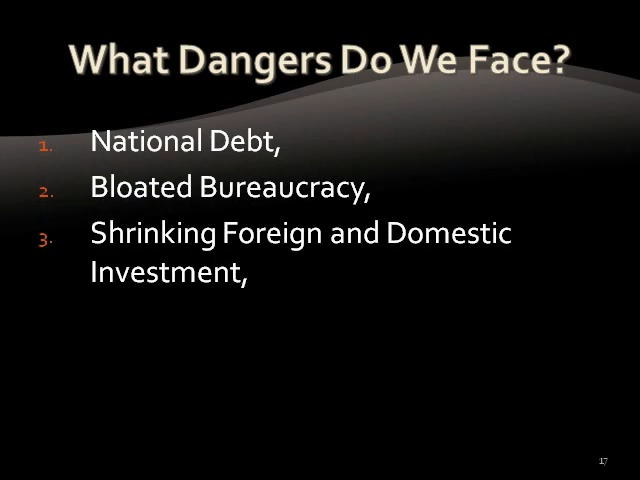 What Dangers Do We Face?
1. National Debt,
2. Bloated Bureaucracy,
3. Shrinking Foreign and Domestic
Investment,
17